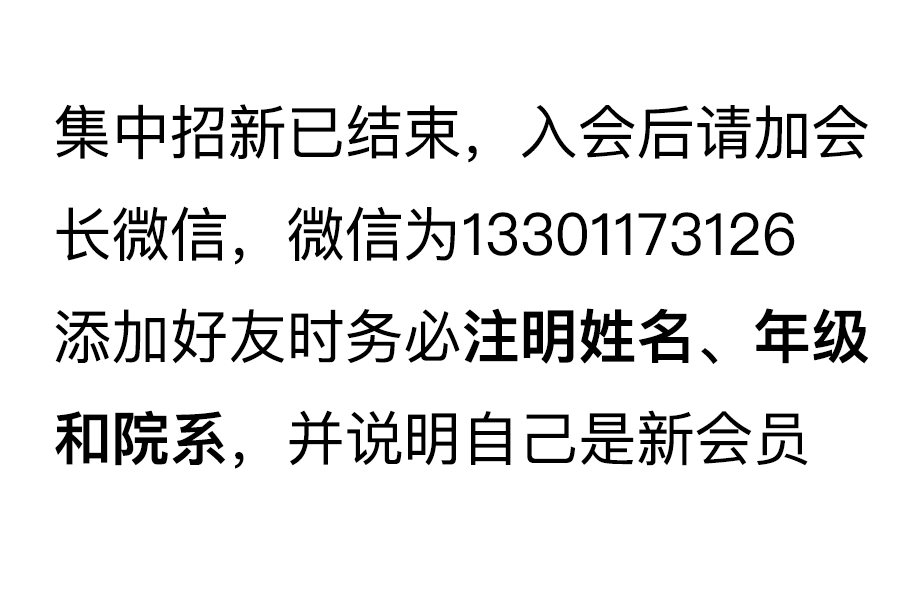 集中招新已结束，入会后请加会
长微信，微信为13301173126
添加好友时务必注明姓名、年级
和院系，并说明自己是新会员